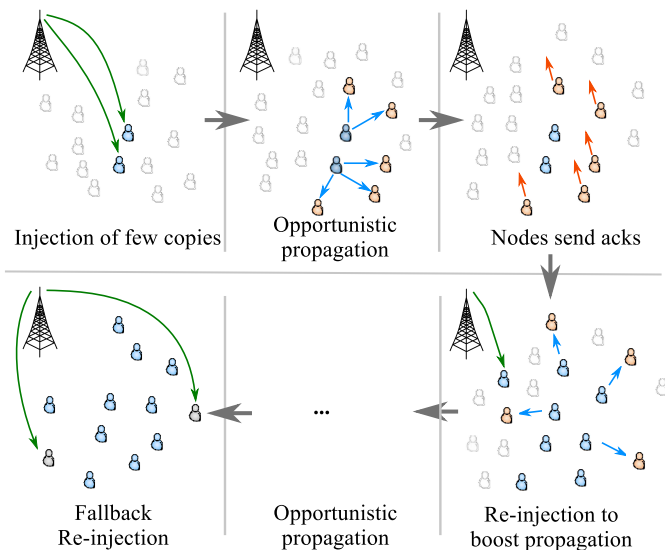 Injection of few copies
Opportunistic
propagation
Nodes send acks
...
Fallback
Re-injection
Opportunistic
propagation
Re-injection to
boost propagation